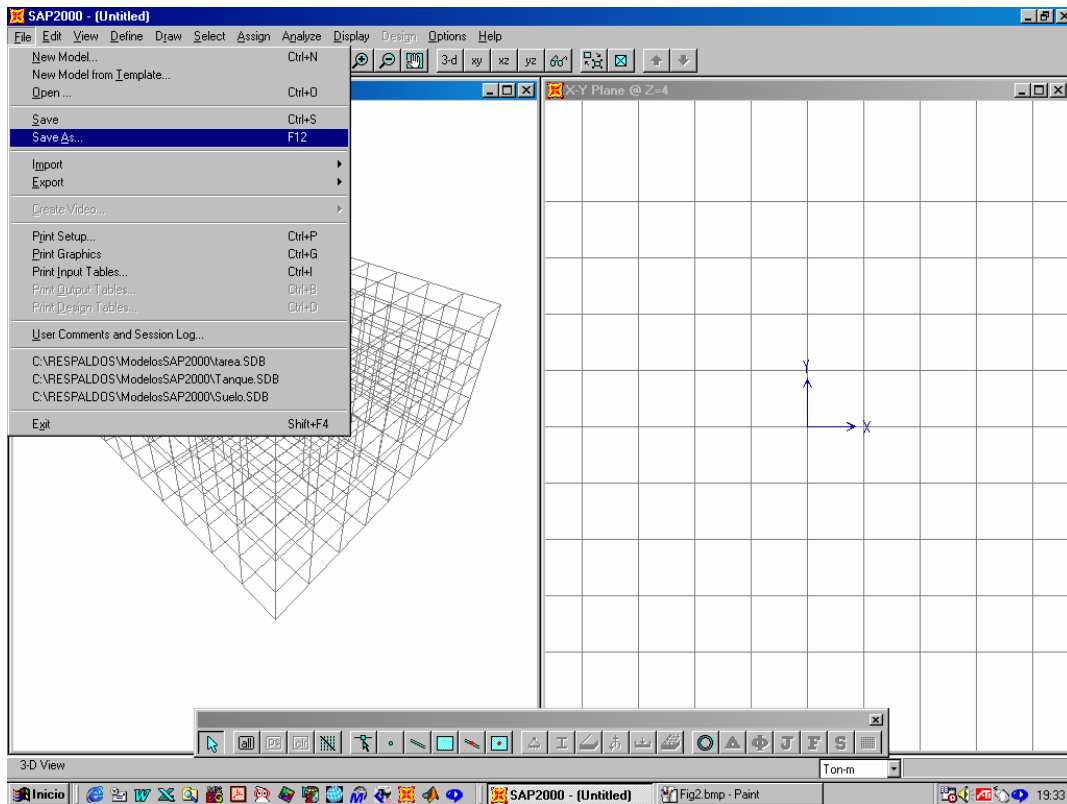 SAP2000 - (Untitled)
File Edit View Define Draw Select Assign Analyze Display Design Options Help
New Model... Ctrl+N
New Model from Template...
Open ... Ctrl+O
Save Ctrl+S
Save As... F12
Import
Export
Create Video...
Print Setup... Ctrl+P
Print Graphics Ctrl+G
Print Input Tables... Ctrl+I
Print Output Tables... Ctrl+B
Print Design Tables... Ctrl+D
User Comments and Session Log...
C:\RESPALDOS\ModelosSAP2000\tarea.SDB
C:\RESPALDOS\ModelosSAP2000\Tanque.SDB
C:\RESPALDOS\ModelosSAP2000\Suelo.SDB
Exit Shift+F4
3-d xy xz yz
X-Y Plane @ Z=4
Y
X
all ps clr
J F S
3-D View
Ton-m
Inicio
SAP2000 - (Untitled)
Fig2.bmp - Paint
19:33